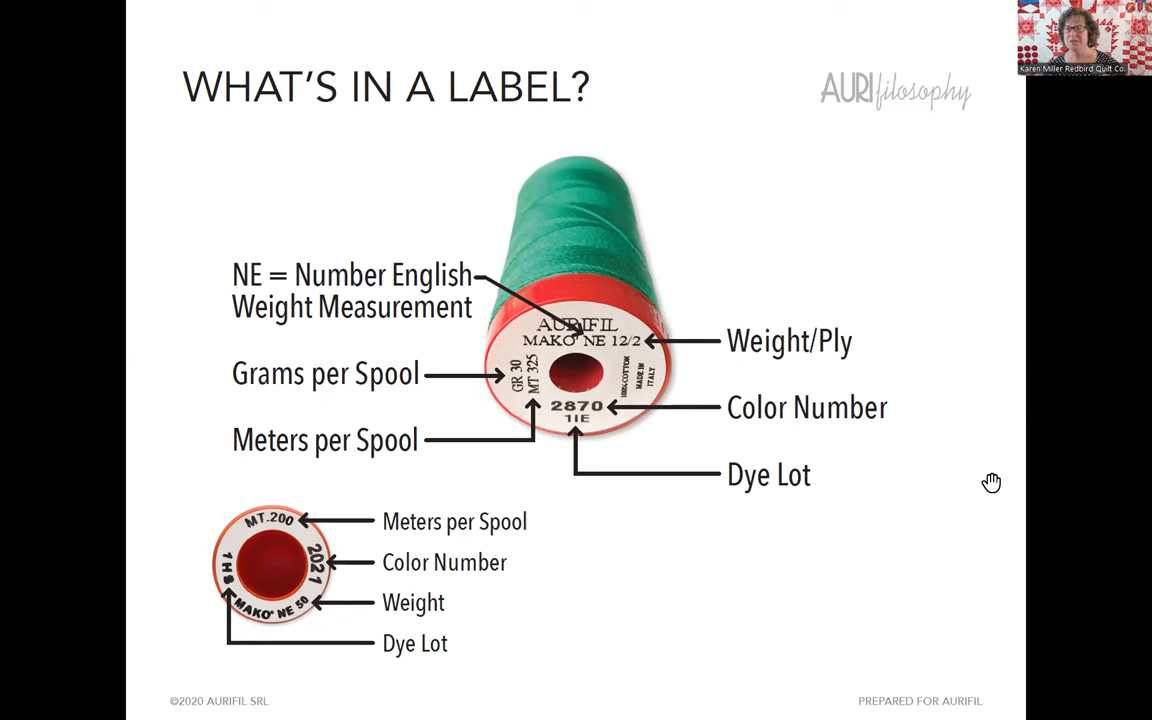 WHAT'S IN A LABEL?
AURIfilosophy
Karen Miller Redbird Quilt Co.
NE = Number English
Weight Measurement
Grams per Spool
Meters per Spool
AURIFIL
MAKO' NE 12/2
GR 30
MT 325
100% COTTON
MADE IN
ITALY
2870
1IE
Weight/Ply
Color Number
Dye Lot
MT.200
2021
MAKO' NE 50
1HS
Meters per Spool
Color Number
Weight
Dye Lot
©2020 AURIFIL SRL
PREPARED FOR AURIFIL